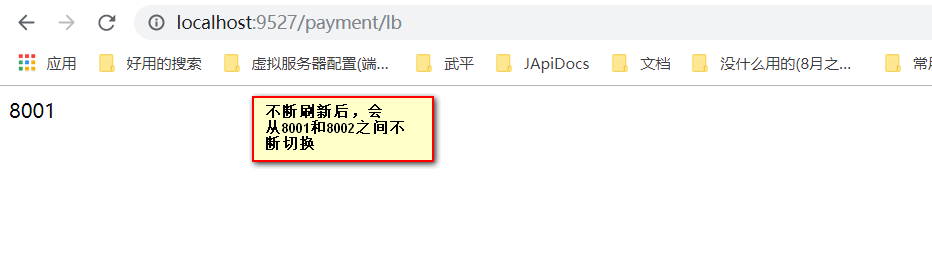 localhost:9527/payment/lb
应用 好用的搜索 虚拟服务器配置(端... 武平 JApiDocs 文档 没什么用的(8月之... 常用
8001
不断刷新后，会
从8001和8002之间不
断切换